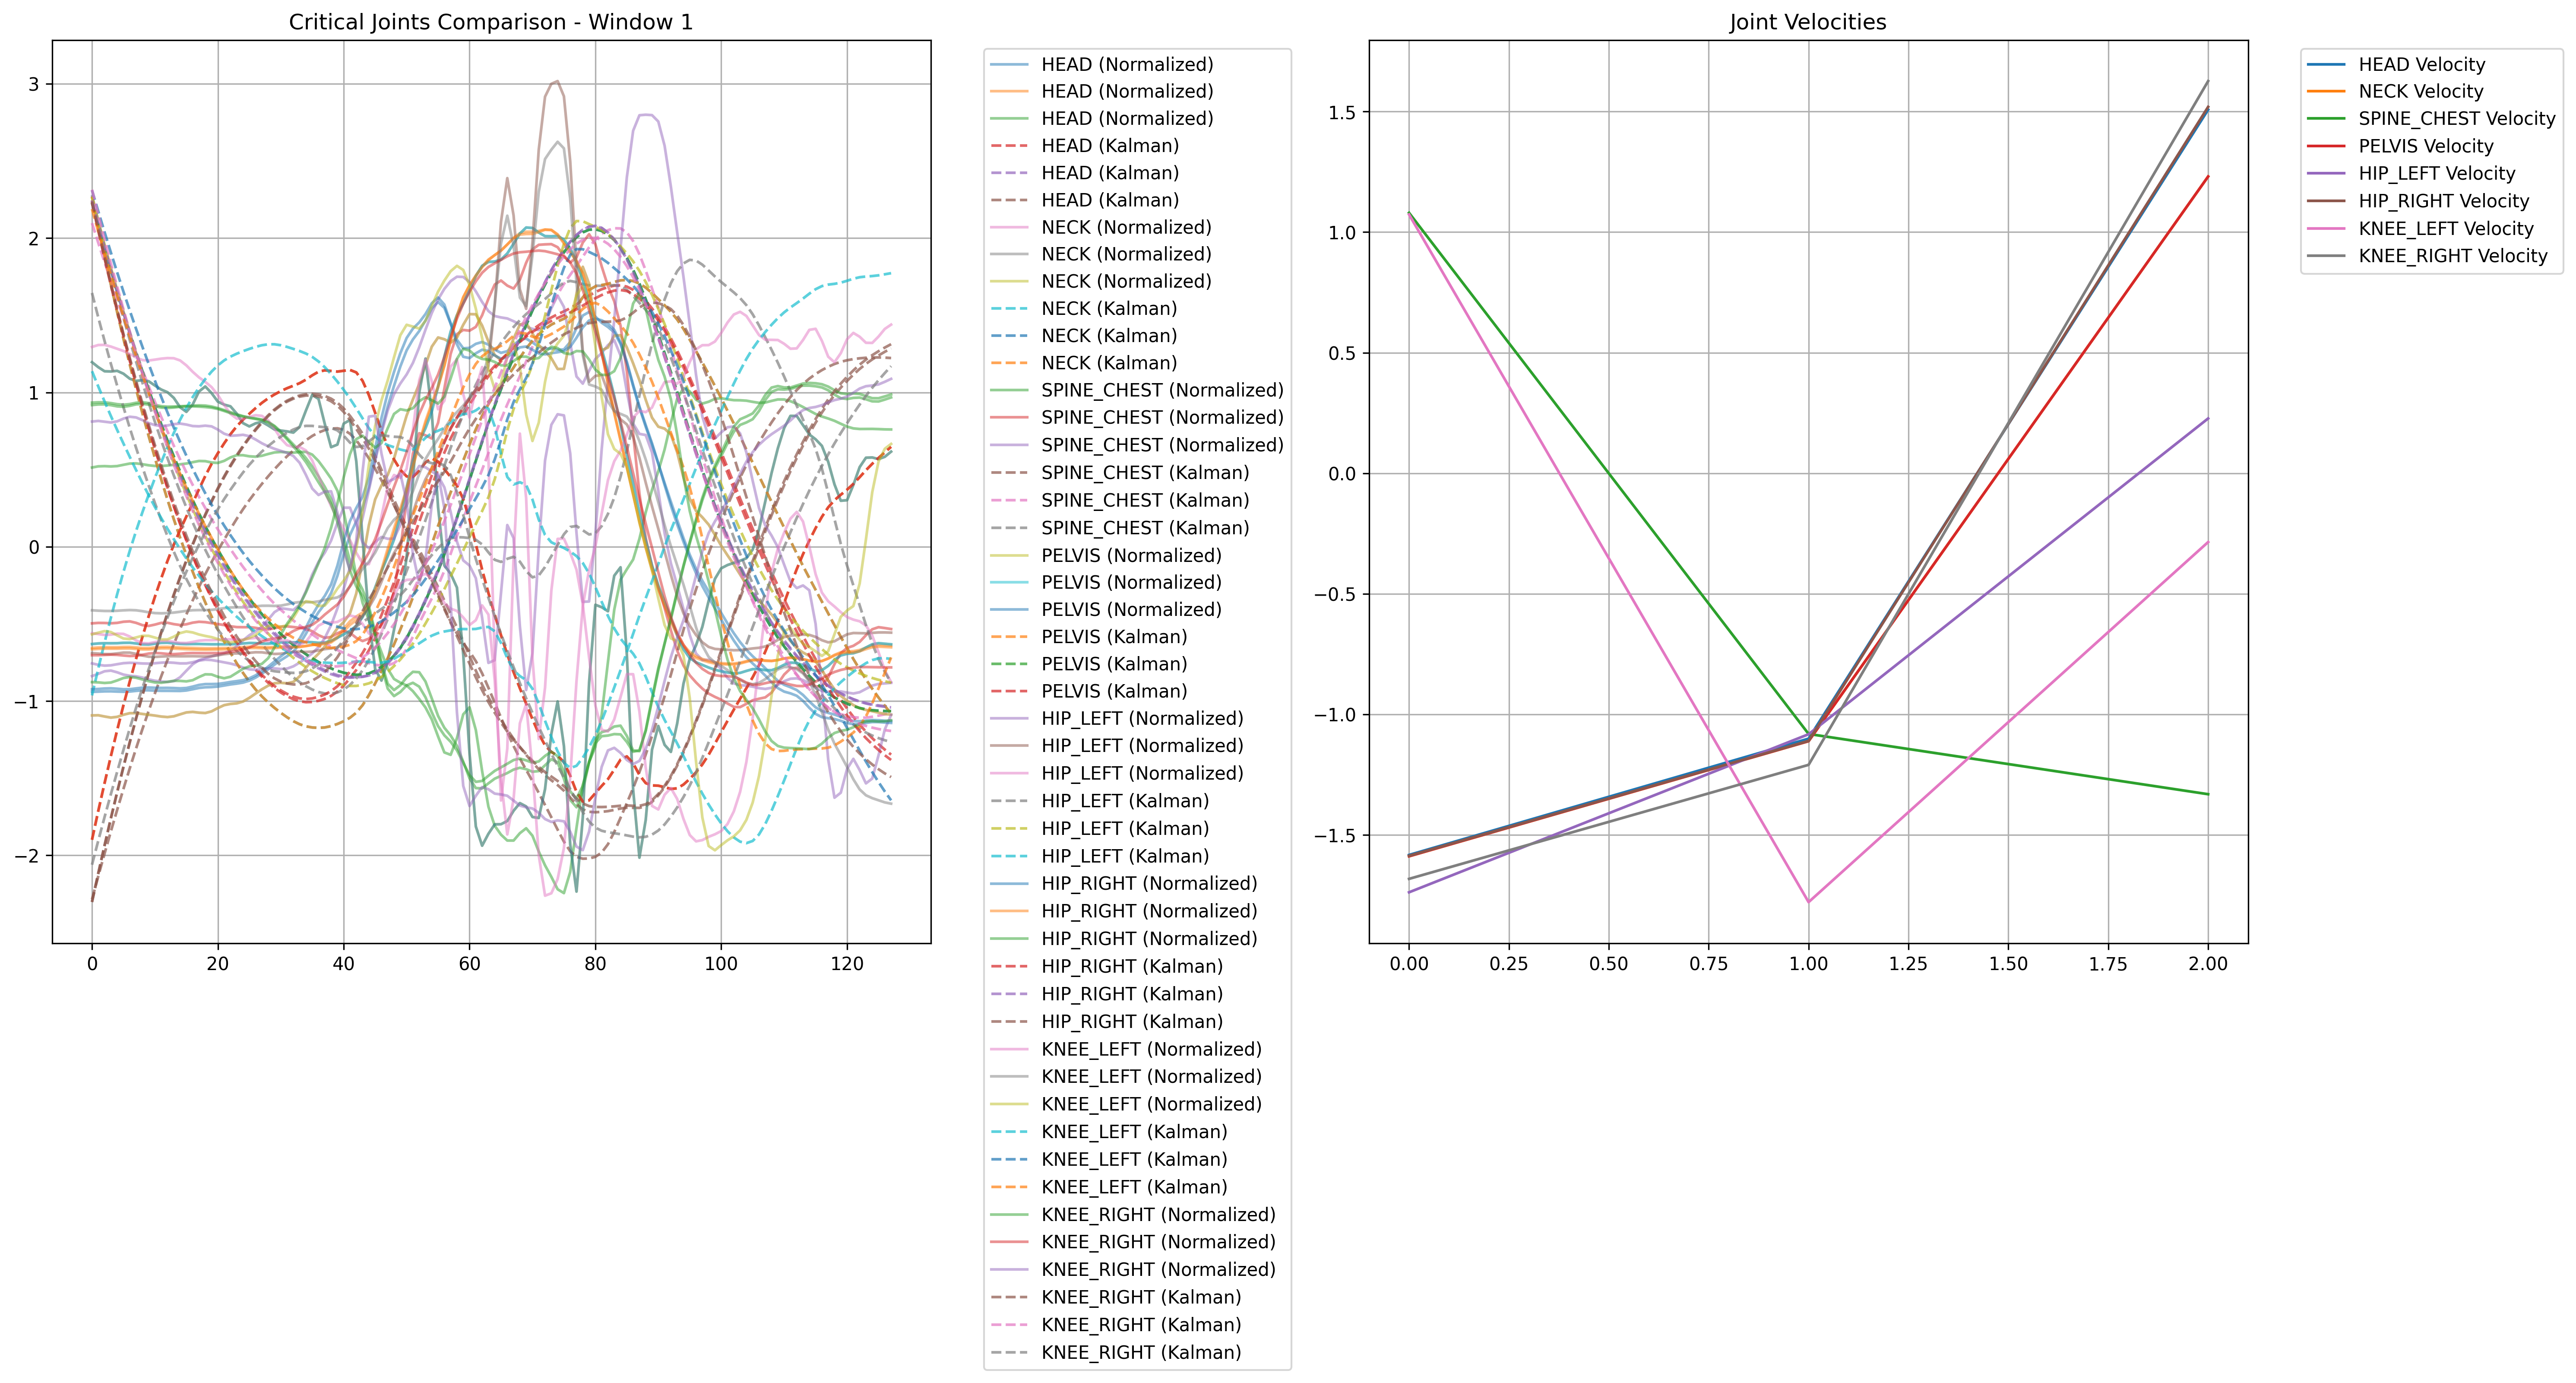 Critical Joints Comparison - Window 1
3
2
1
0
−1
−2
0 20 40 60 80 100 120
HEAD (Normalized)
HEAD (Normalized)
HEAD (Normalized)
HEAD (Kalman)
HEAD (Kalman)
HEAD (Kalman)
NECK (Normalized)
NECK (Normalized)
NECK (Normalized)
NECK (Kalman)
NECK (Kalman)
NECK (Kalman)
SPINE_CHEST (Normalized)
SPINE_CHEST (Normalized)
SPINE_CHEST (Normalized)
SPINE_CHEST (Kalman)
SPINE_CHEST (Kalman)
SPINE_CHEST (Kalman)
PELVIS (Normalized)
PELVIS (Normalized)
PELVIS (Normalized)
PELVIS (Kalman)
PELVIS (Kalman)
PELVIS (Kalman)
HIP_LEFT (Normalized)
HIP_LEFT (Normalized)
HIP_LEFT (Normalized)
HIP_LEFT (Kalman)
HIP_LEFT (Kalman)
HIP_LEFT (Kalman)
HIP_RIGHT (Normalized)
HIP_RIGHT (Normalized)
HIP_RIGHT (Normalized)
HIP_RIGHT (Kalman)
HIP_RIGHT (Kalman)
HIP_RIGHT (Kalman)
KNEE_LEFT (Normalized)
KNEE_LEFT (Normalized)
KNEE_LEFT (Normalized)
KNEE_LEFT (Kalman)
KNEE_LEFT (Kalman)
KNEE_LEFT (Kalman)
KNEE_RIGHT (Normalized)
KNEE_RIGHT (Normalized)
KNEE_RIGHT (Normalized)
KNEE_RIGHT (Kalman)
KNEE_RIGHT (Kalman)
KNEE_RIGHT (Kalman)
Joint Velocities
1.5
1.0
0.5
0.0
−0.5
−1.0
−1.5
0.00 0.25 0.50 0.75 1.00 1.25 1.50 1.75 2.00
HEAD Velocity
NECK Velocity
SPINE_CHEST Velocity
PELVIS Velocity
HIP_LEFT Velocity
HIP_RIGHT Velocity
KNEE_LEFT Velocity
KNEE_RIGHT Velocity